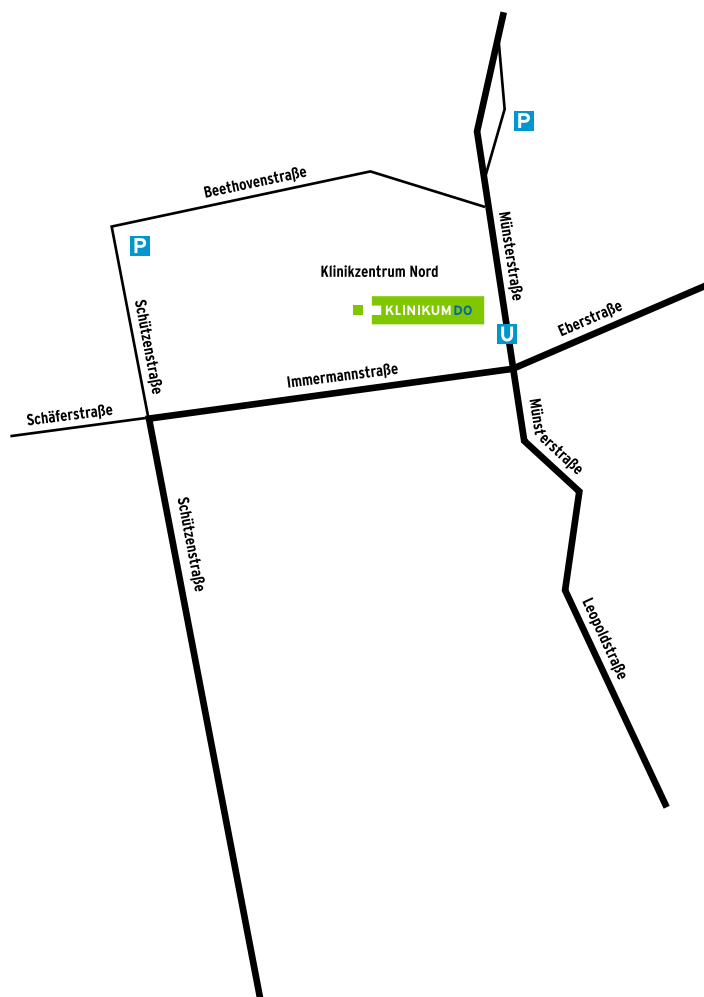 P
Beethovenstraße
Münsterstraße
P
Klinikzentrum Nord
Schützenstraße
KLINIKUMDO
Eberstraße
U
Immermannstraße
Schäferstraße
Münsterstraße
Schützenstraße
Leopoldstraße